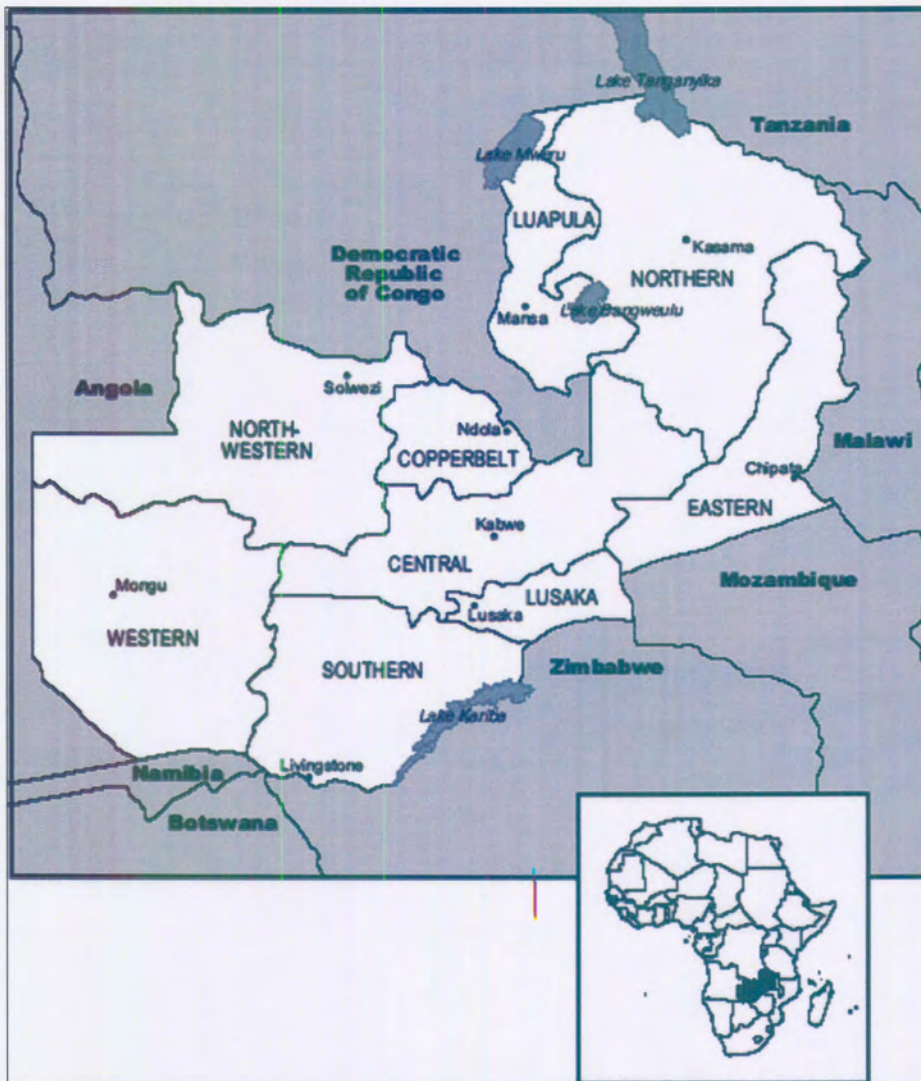 Lake Tanganyika
Tanzania
Lake Mweru
LUAPULA
Kasama
Democratic
Republic
of Congo
NORTHERN
Mansa
Lake Bangweulu
Angola
Solwezi
NORTH-
WESTERN
Ndola
COPPERBELT
Malawi
Chipata
EASTERN
Kabwe
CENTRAL
Mozambique
Mongu
LUSAKA
Lusaka
WESTERN
SOUTHERN
Zimbabwe
Lake Kariba
Livingstone
Namibia
Botswana